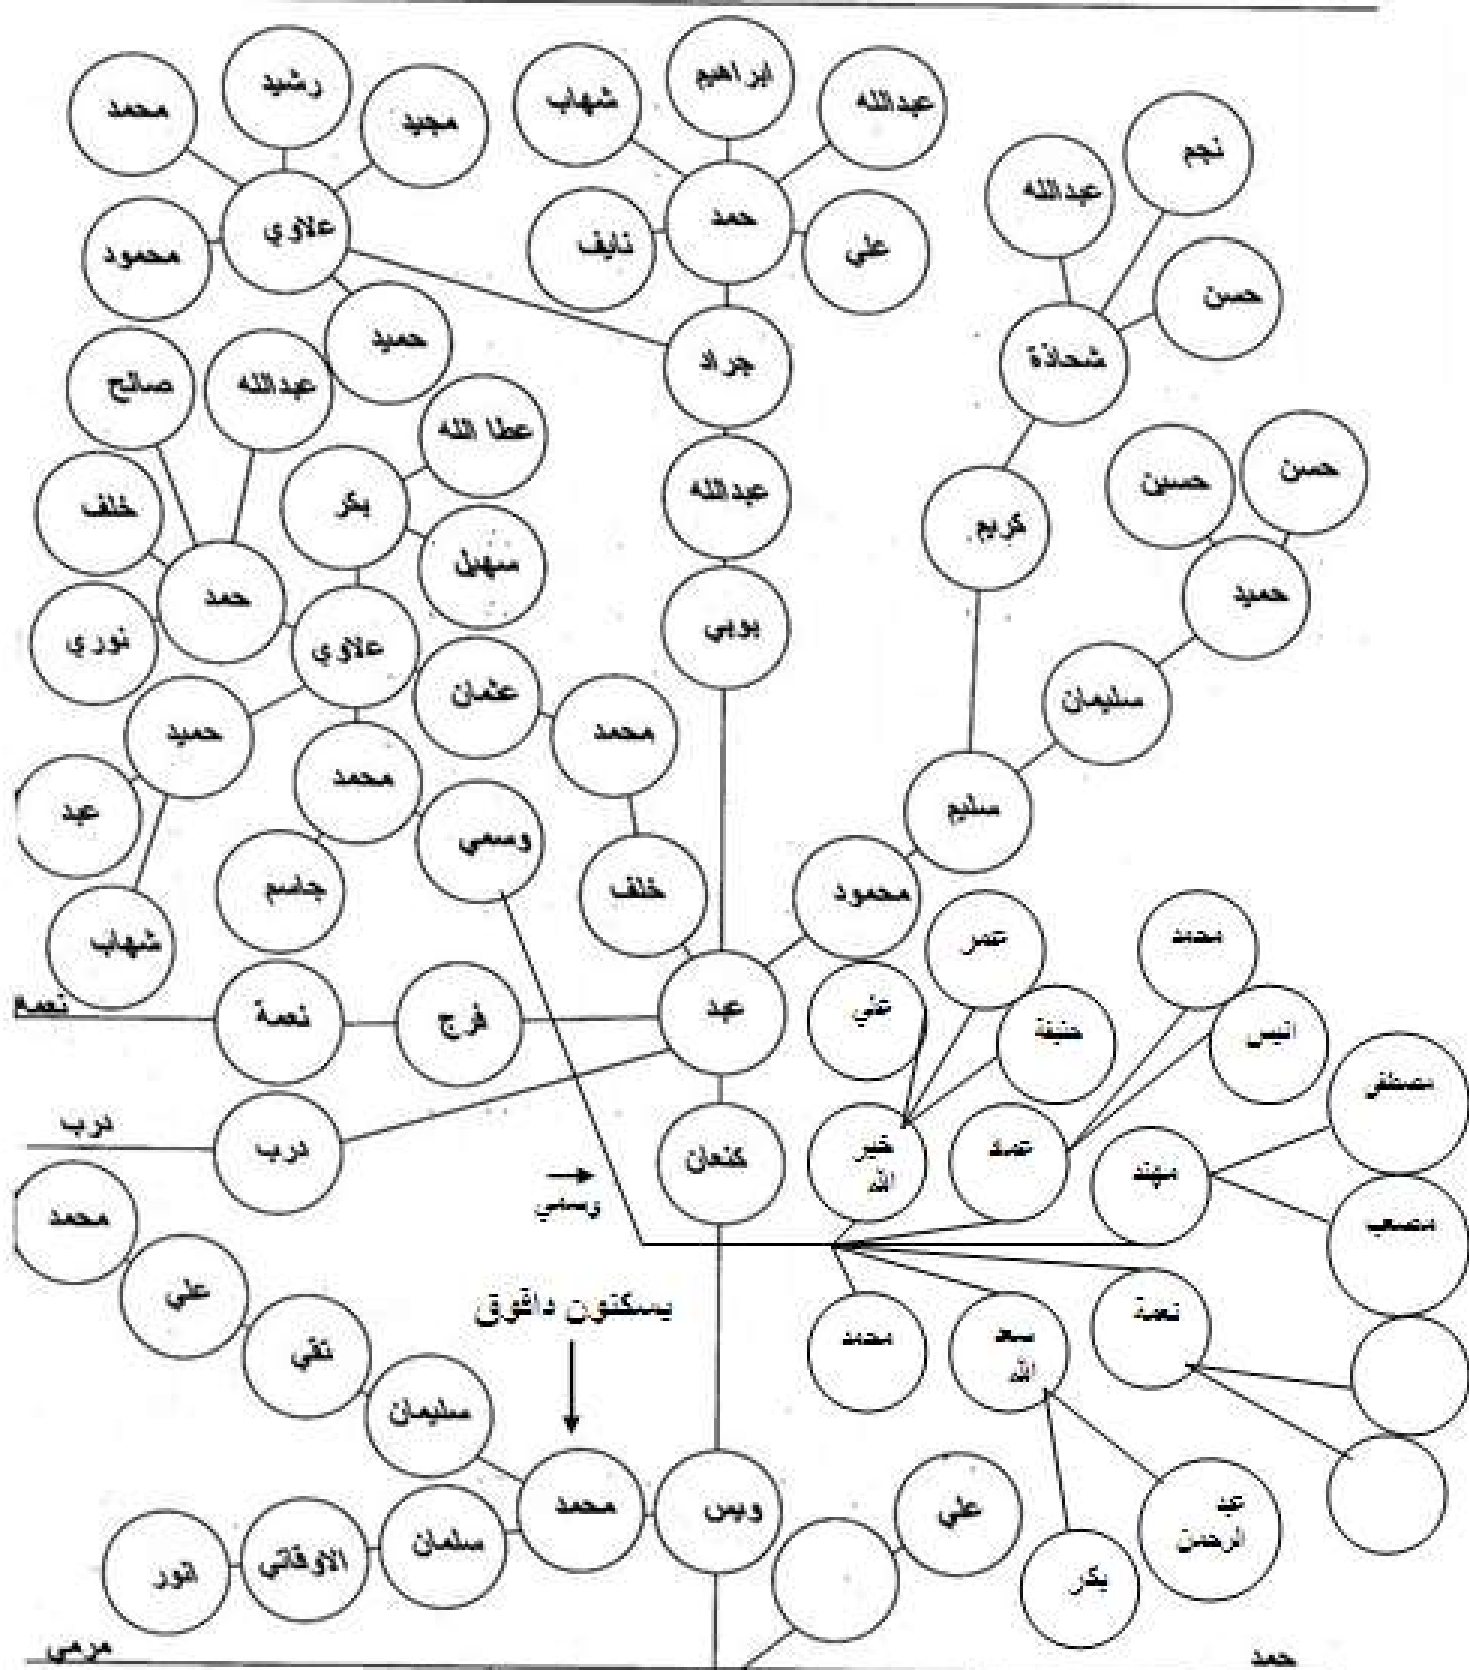 ابراهيم
رشيد
محمد
مجيد
شهاب
عبدالله
نجم
عبدالله
علاوي
حمد
محمود
نايف
علي
حسن
حميد
جراد
شحاذة
صالح
عبدالله
عطا الله
حسين
حسن
خلف
بكر
عبدالله
كريم
سهيل
حمد
نوري
علاوي
بوبي
حميد
عثمان
سليمان
حميد
محمد
محمد
عبد
وسمي
سليم
جاسم
خلف
محمود
شهاب
عمر
محمد
نعمه
نعمة
فرج
عبد
علي
حنيفة
انيس
مصطفى
درب
درب
كنعان
خير
الله
عماد
مهند
وسمي
محمد
مصعب
علي
يسكنون داقوق
نعمة
تقي
محمد
سعد
الله
سليمان
محمد
ويس
علي
انور
الاوقاتي
سلمان
عبد
الرحمن
بكر
مرمي
حمد